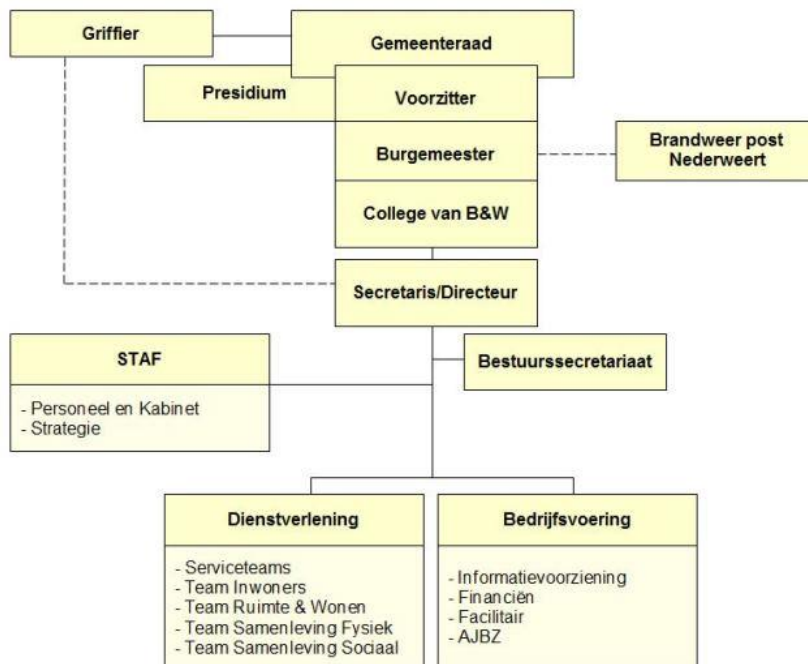 Griffier
Gemeenteraad
Presidium
Voorzitter
Burgemeester
Brandweer post
Nederweert
College van B&W
Secretaris/Directeur
STAF
- Personeel en Kabinet
- Strategie
Bestuurssecretariaat
Dienstverlening
- Serviceteams
- Team Inwoners
- Team Ruimte & Wonen
- Team Samenleving Fysiek
- Team Samenleving Sociaal
Bedrijfsvoering
- Informatievoorziening
- Financiën
- Facilitair
- AJBZ